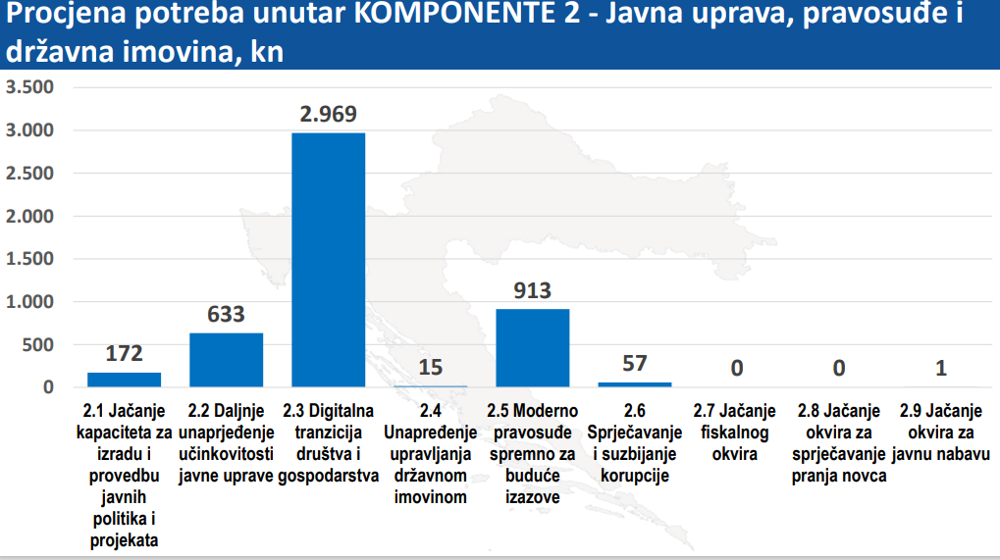 Procjena potreba unutar KOMPONENTE 2 - Javna uprava, pravosuđe i
državna imovina, kn
3.500
3.000
2.500
2.000
1.500
1.000
500
0
172
633
2.969
15
913
57
0
0
1
2.1 Jačanje
kapaciteta za
izradu i
provedbu
javnih
politika i
projekata
2.2 Daljnje
unaprjeđenje
učinkovitosti
javne uprave
2.3 Digitalna
tranzicija
društva i
gospodarstva
2.4
Unapređenje
upravljanja
državnom
imovinom
2.5 Moderno
pravosuđe
spremno za
buduće
izazove
2.6
Sprječavanje
i suzbijanje
korupcije
2.7 Jačanje
fiskalnog
okvira
2.8 Jačanje
okvira za
sprječavanje
pranja novca
2.9 Jačanje
okvira za
javnu nabavu